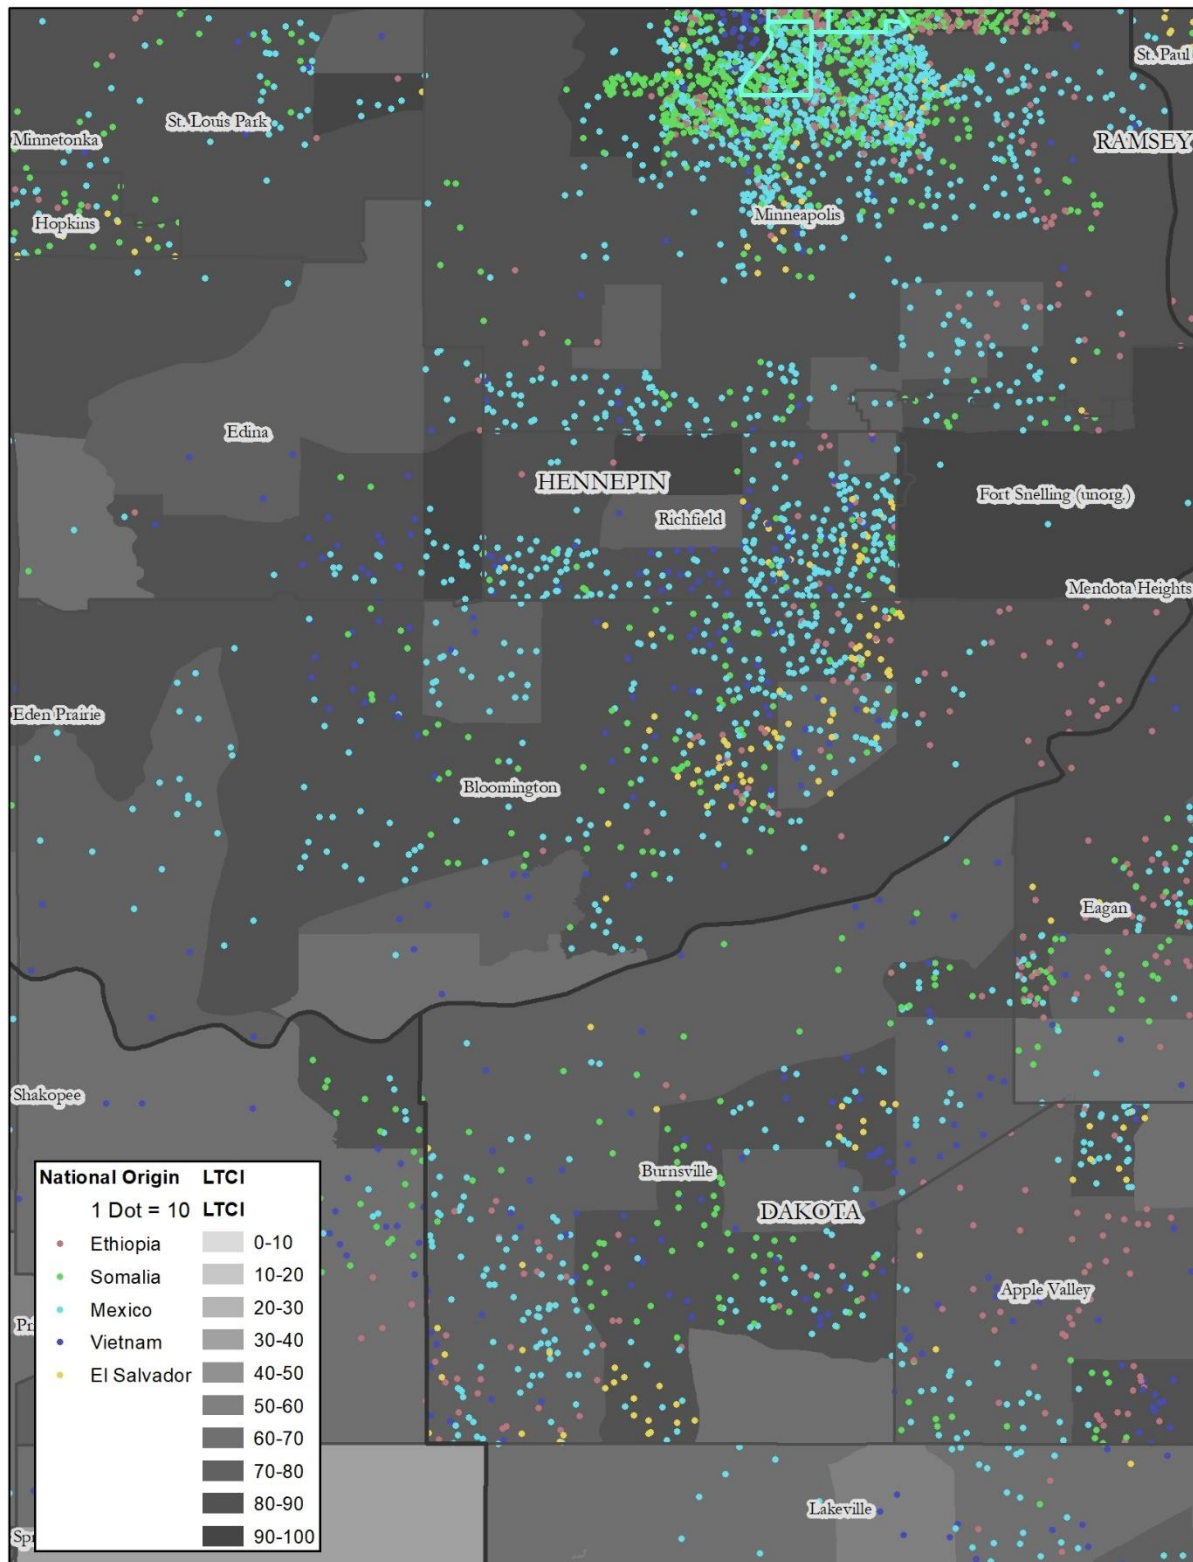 St. Paul
St. Louis Park
Minnetonka
RAMSEY
Hopkins
Minneapolis
Edina
HENNEPIN
Fort Snelling (unorg.)
Richfield
Mendota Heights
Eden Prairie
Bloomington
Eagan
Shakopee
Burnsville
DAKOTA
Apple Valley
Lakeville
Pr
Spr
National Origin LTCI
1 Dot = 10 LTCI
Ethiopia 0-10
Somalia 10-20
Mexico 20-30
Vietnam 30-40
El Salvador 40-50
50-60
60-70
70-80
80-90
90-100